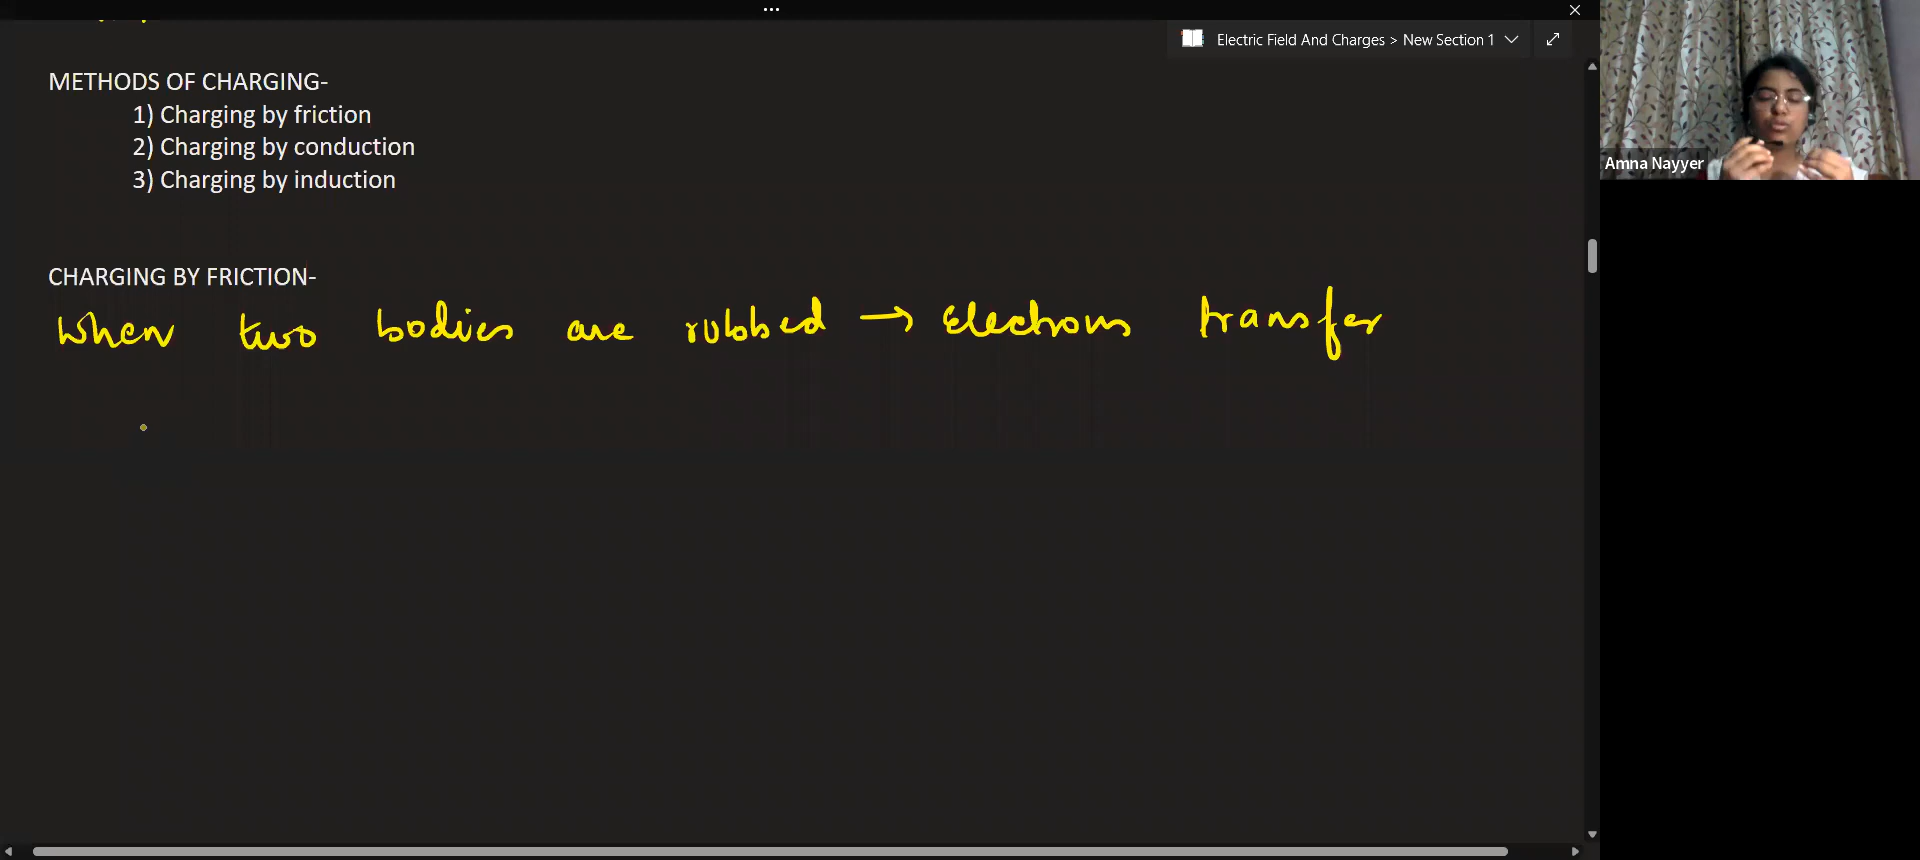 Electric Field And Charges > New Section 1
METHODS OF CHARGING-
1) Charging by friction
2) Charging by conduction
3) Charging by induction
Amna Nayyer
CHARGING BY FRICTION-
When two bodies are rubbed → Electrons transfer